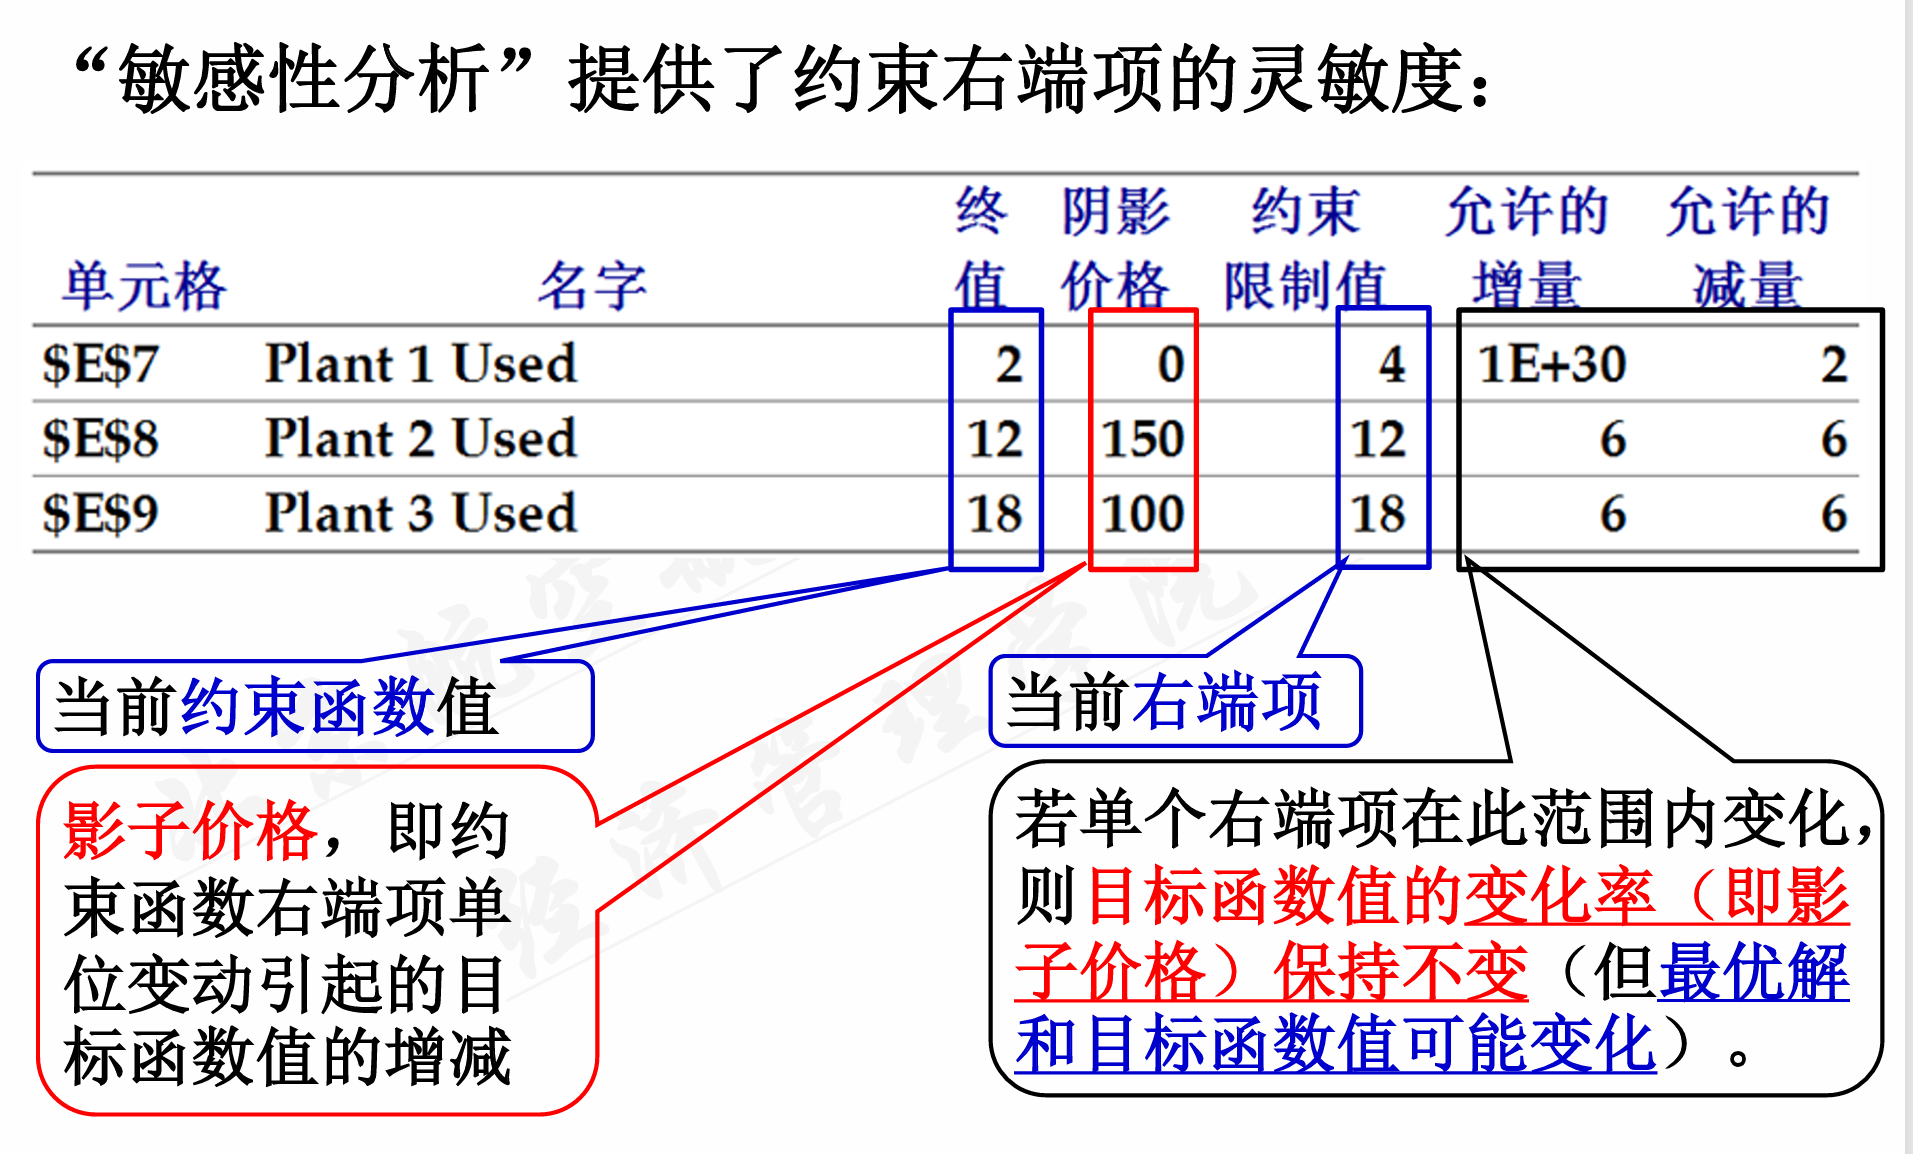 “敏感性分析”提供了约束右端项的灵敏度：
终 阴影 约束 允许的 允许的
单元格 名字 值 价格 限制值 增量 减量
$E$7 Plant 1 Used 2 0 4 1E+30 2
$E$8 Plant 2 Used 12 150 12 6 6
$E$9 Plant 3 Used 18 100 18 6 6
当前约束函数值
当前右端项
影子价格，即约
束函数右端项单
位变动引起的目
标函数值的增减
若单个右端项在此范围内变化，
则目标函数值的变化率（即影
子价格）保持不变（但最优解
和目标函数值可能变化）。
经济管理学院